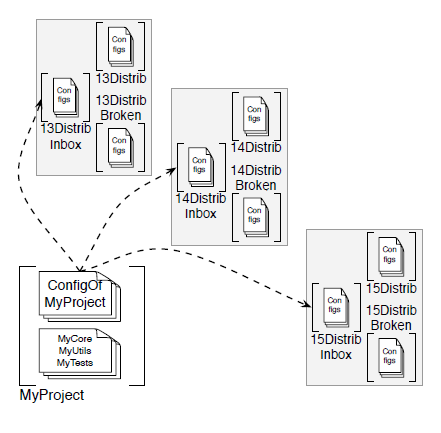 Con
figs
13Distrib
Con
figs
13Distrib
Inbox
13Distrib
Broken
Con
figs
Con
figs
14Distrib
Con
figs
14Distrib
Inbox
14Distrib
Broken
Con
figs
Con
figs
15Distrib
Con
figs
15Distrib
Inbox
15Distrib
Broken
Con
figs
ConfigOf
MyProject
MyCore
MyUtils
MyTests
MyProject